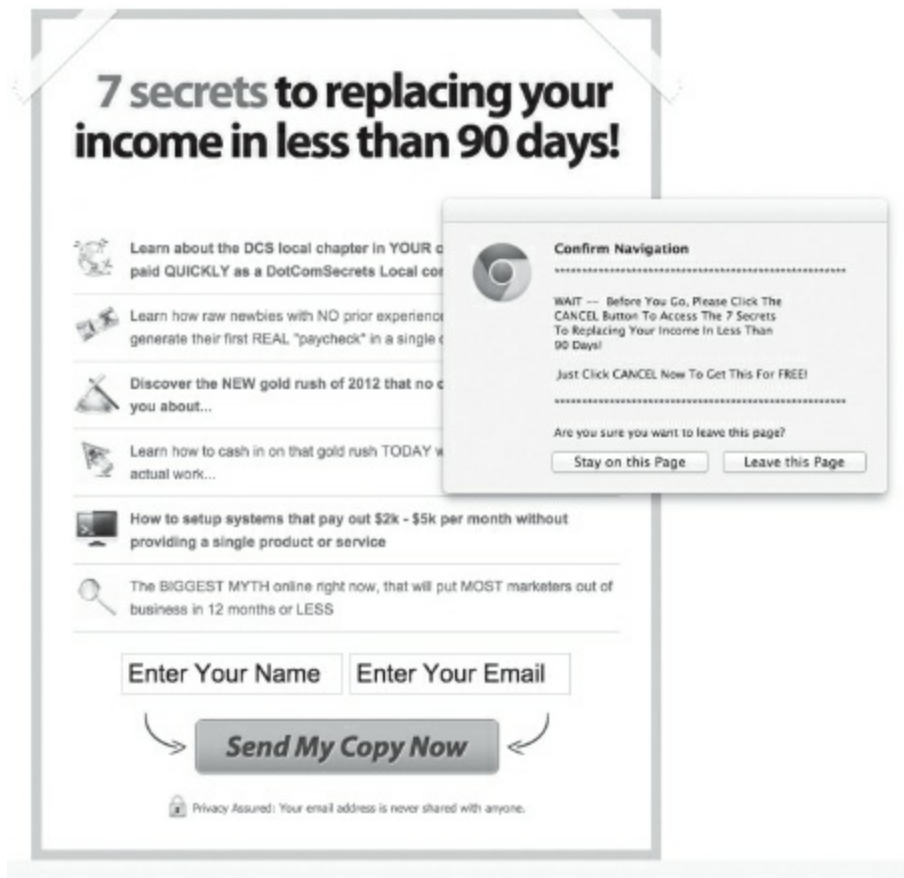 7 secrets to replacing your
income in less than 90 days!
Learn about the DCS local chapter in YOUR
paid QUICKLY as a DotComSecrets Local
Learn how raw newbies with NO prior experience
generate their first REAL "paycheck" in a single
Discover the NEW gold rush of 2012 that no
you about...
Learn how to cash in on that gold rush TODAY
actual work...
How to setup systems that pay out $2k - $5k per month without
providing a single product or service
The BIGGEST MYTH online right now, that will put MOST marketers out of
business in 12 months or LESS
Enter Your Name
Enter Your Email
Send My Copy Now
Privacy Assured: Your email address is never shared with anyone.
Confirm Navigation
WAIT -- Before You Go, Please Click The
CANCEL Button To Access The 7 Secrets
To Replacing Your Income In Less Than
90 Days!
Just Click CANCEL Now To Get This For FREE!
Are you sure you want to leave this page?
Stay on this Page
Leave this Page